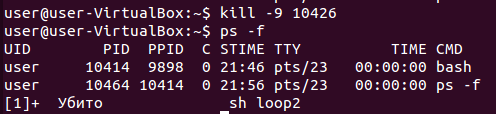 user@user-VirtualBox:~$ kill -9 10426
user@user-VirtualBox:~$ ps -f
UID        PID  PPID  C STIME TTY          TIME CMD
user     10414  9898  0 21:46 pts/23   00:00:00 bash
user     10464 10414  0 21:56 pts/23   00:00:00 ps -f
[1]+  Убито              sh loop2